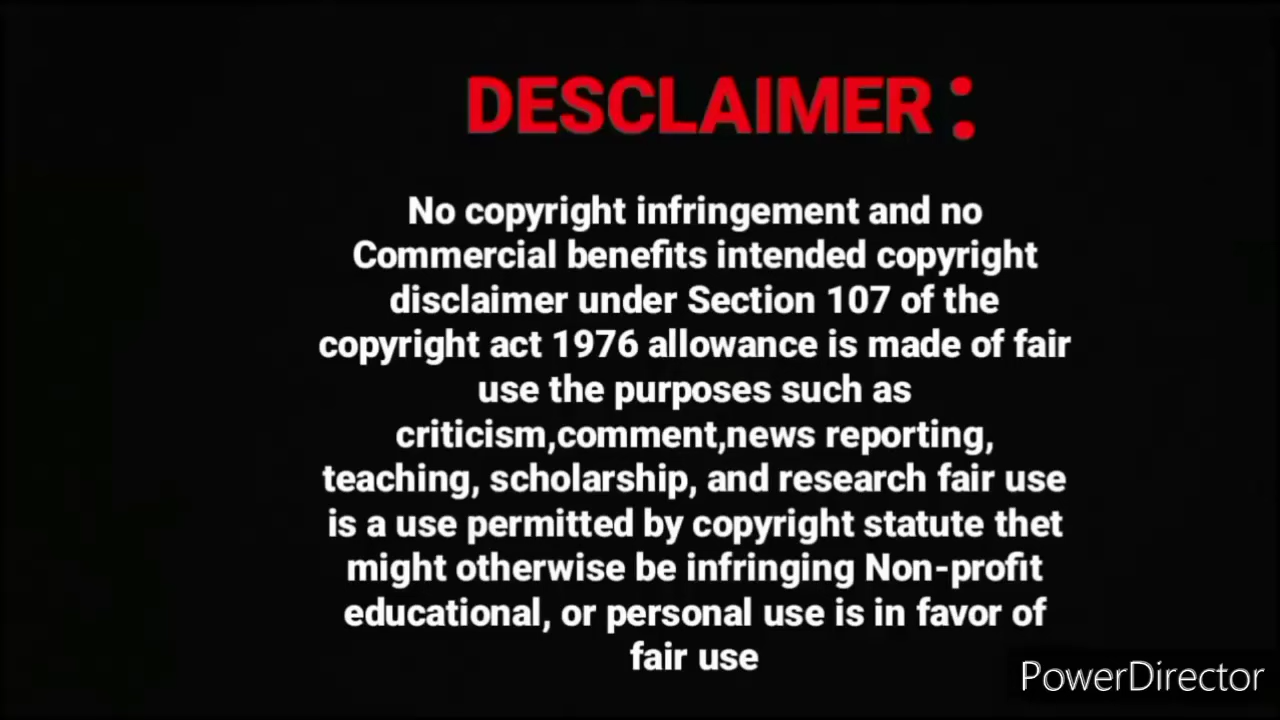 DESCLAIMER :
No copyright infringement and no
Commercial benefits intended copyright
disclaimer under Section 107 of the
copyright act 1976 allowance is made of fair
use the purposes such as
criticism,comment,news reporting,
teaching, scholarship, and research fair use
is a use permitted by copyright statute thet
might otherwise be infringing Non-profit
educational, or personal use is in favor of
fair use
PowerDirector